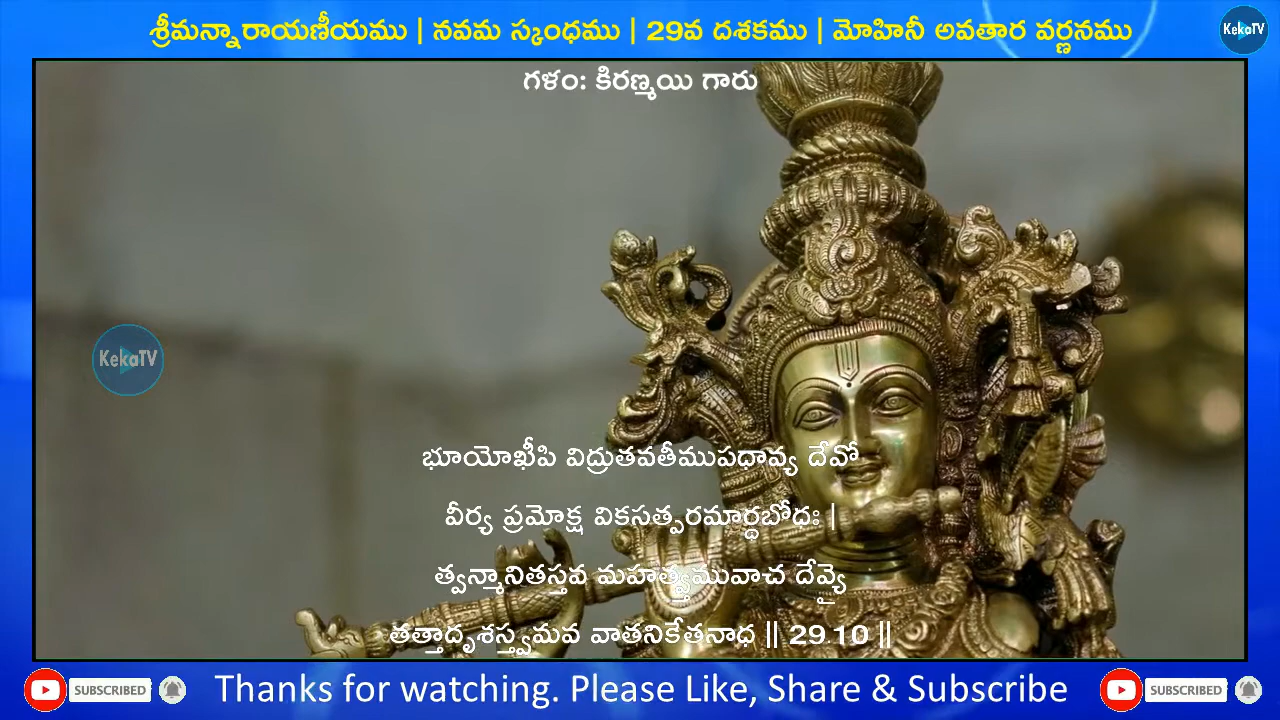 శ్రీమన్నారాయణీయము | నవమ స్కంధము | 29వ దశకము | మోహినీ అవతార వర్ణనము
KekaTV
గళం: కిరణ్మయి గారు
KekaTV
భూయోఽపి విద్రుతవతీముపధావ్య దేవో
వీర్య ప్రమోక్ష వికసత్పరమార్ధబోధః |
త్వన్మానితస్తవ మహత్త్వమువాచ దేవ్యై
తత్తాదృశస్త్వమవ వాతనికేతనాధ || 29.10 ||
SUBSCRIBED
Thanks for watching. Please Like, Share & Subscribe
SUBSCRIBED